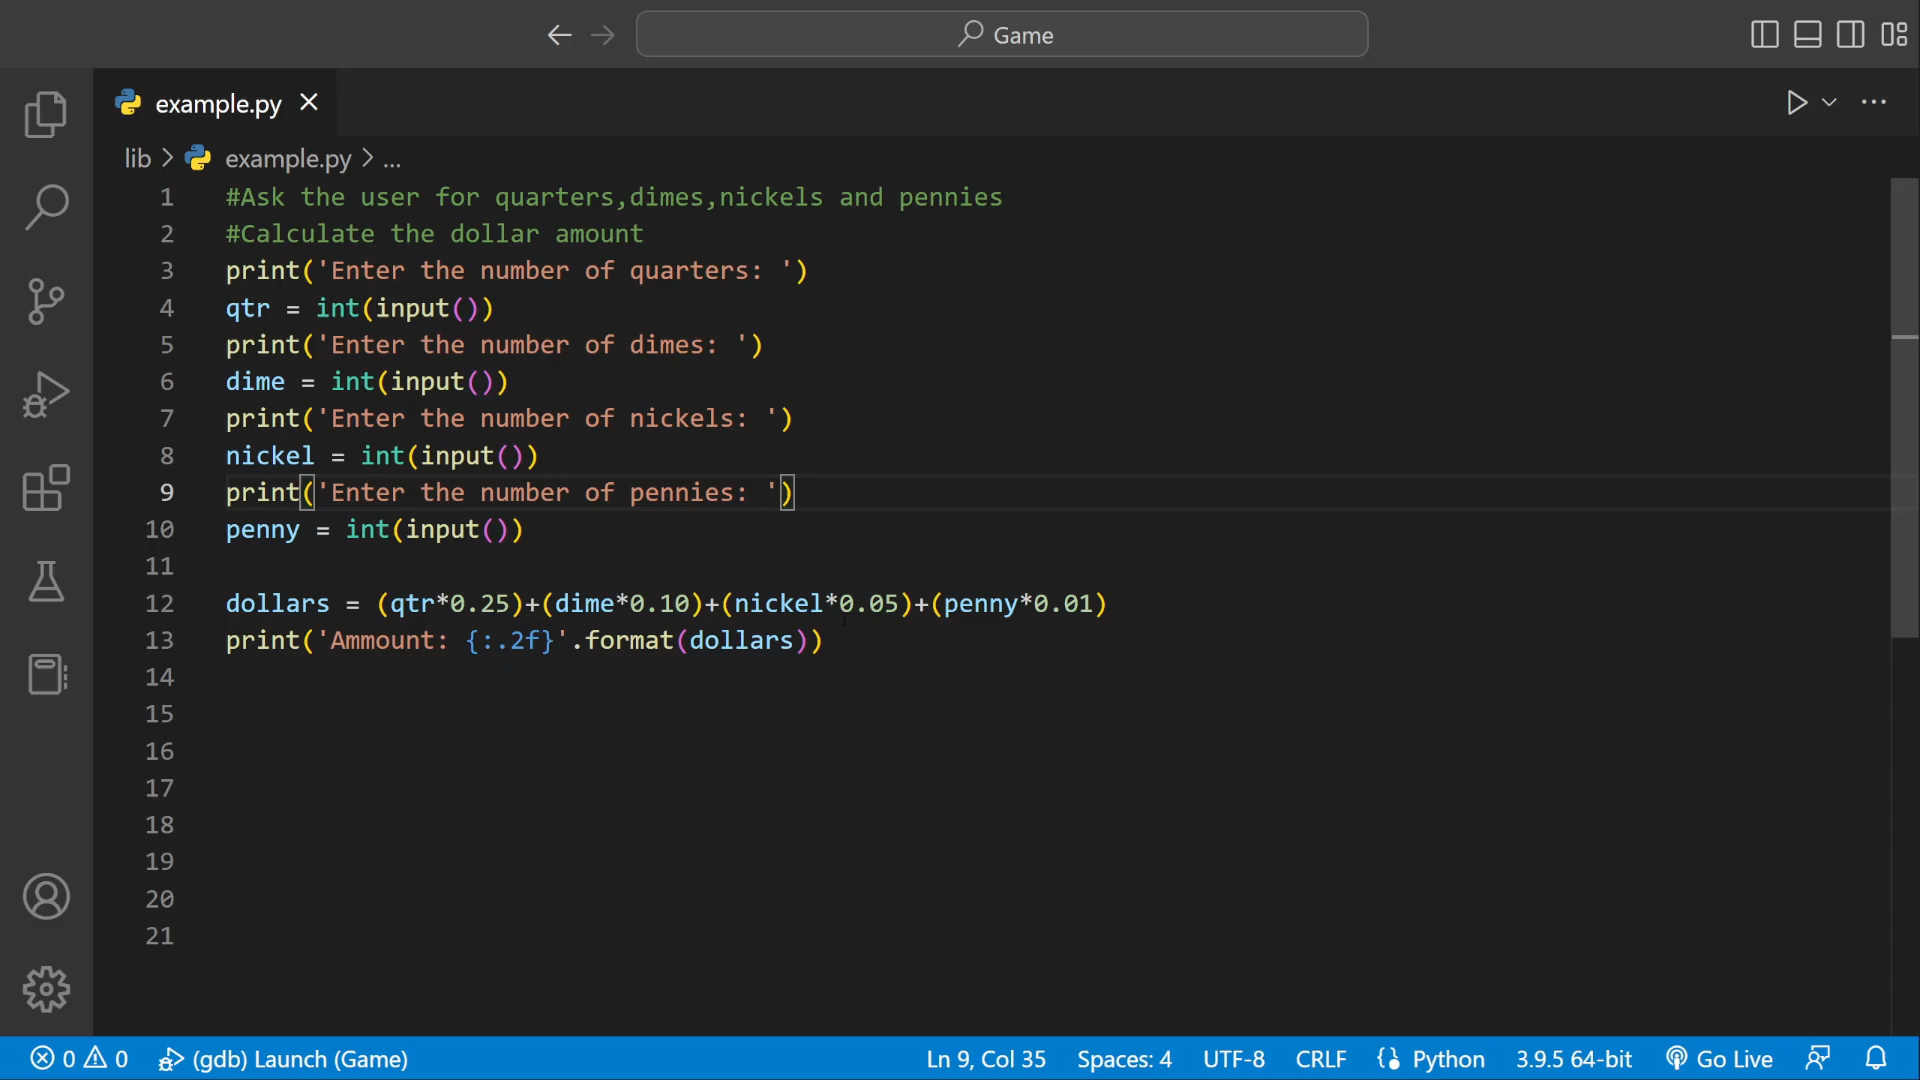 Game
example.py
lib > example.py > ...
1 #Ask the user for quarters,dimes,nickels and pennies
2 #Calculate the dollar amount
3 print('Enter the number of quarters: ')
4 qtr = int(input())
5 print('Enter the number of dimes: ')
6 dime = int(input())
7 print('Enter the number of nickels: ')
8 nickel = int(input())
9 print('Enter the number of pennies: ')
10 penny = int(input())
11
12 dollars = (qtr*0.25)+(dime*0.10)+(nickel*0.05)+(penny*0.01)
13 print('Ammount: {:.2f}'.format(dollars))
14
15
16
17
18
19
20
21
0 0 (gdb) Launch (Game) Ln 9, Col 35 Spaces: 4 UTF-8 CRLF Python 3.9.5 64-bit Go Live